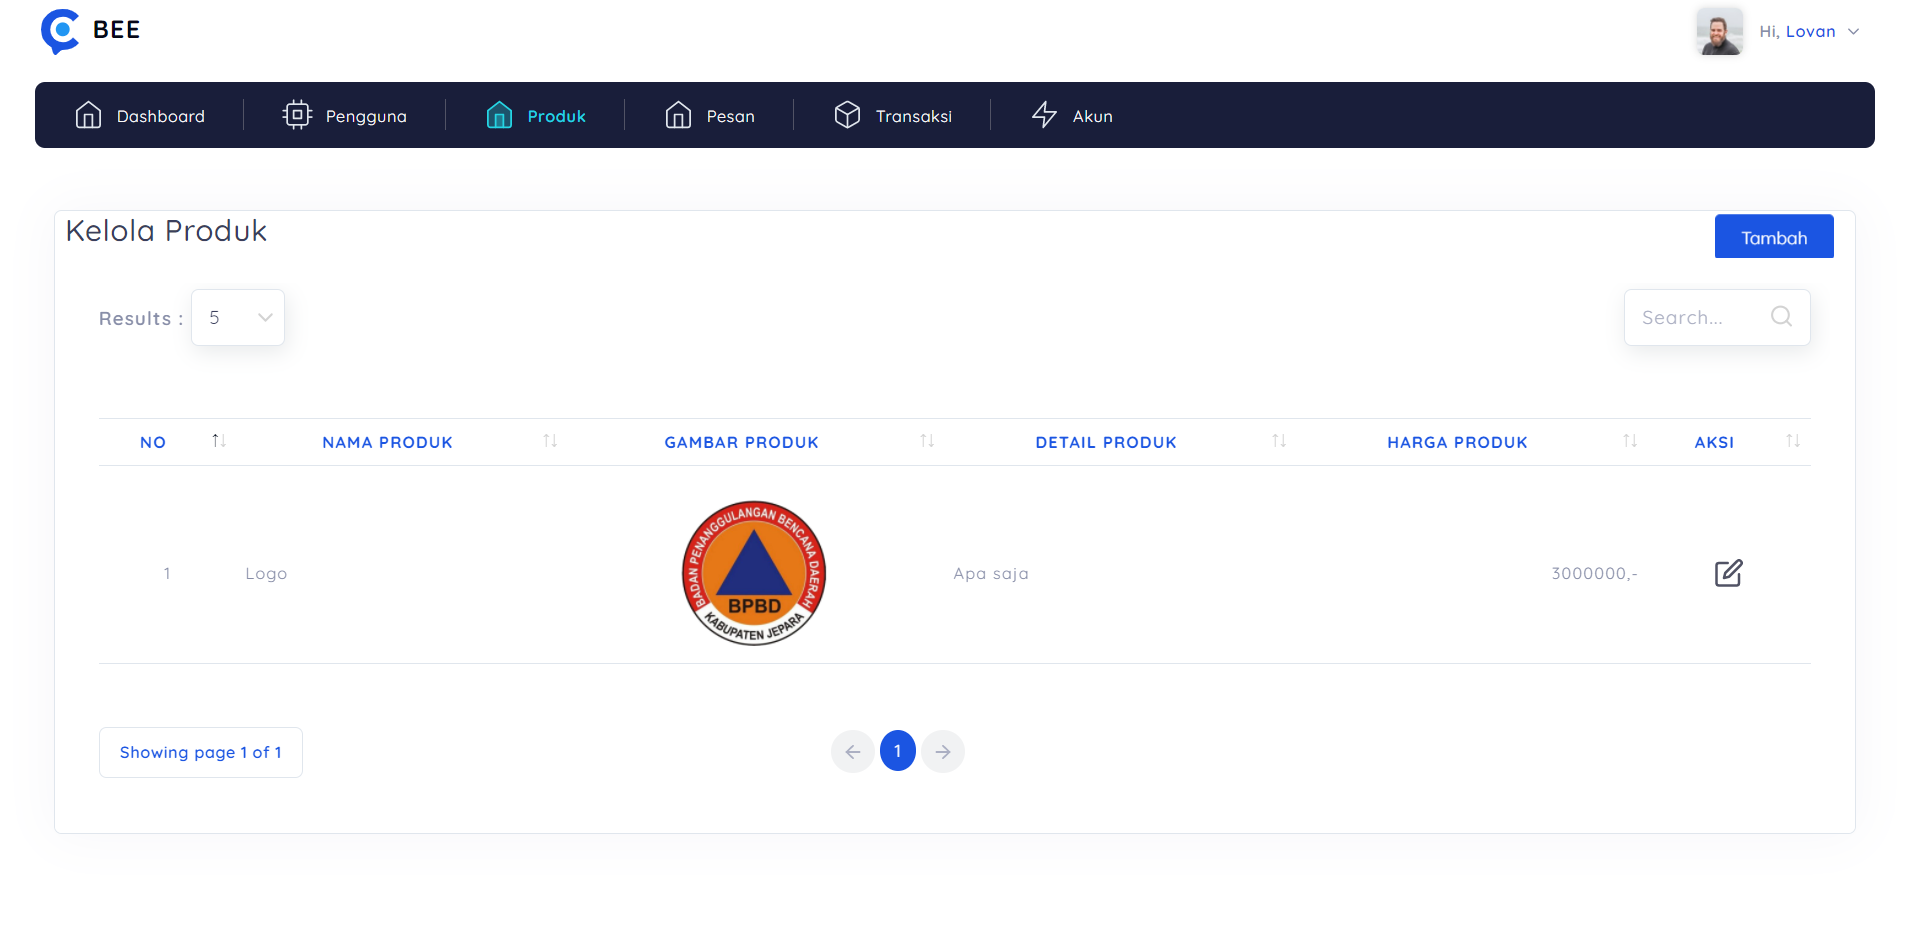 BEE
Hi, Lovan
Dashboard
Pengguna
Produk
Pesan
Transaksi
Akun
Kelola Produk
Tambah
Results :
5
Search...
NO
NAMA PRODUK
GAMBAR PRODUK
DETAIL PRODUK
HARGA PRODUK
AKSI
1
Logo
BADAN PENANGGULANGAN BENCANA DAERAH
BPBD
KABUPATEN JEPARA
Apa saja
3000000,-
Showing page 1 of 1
1